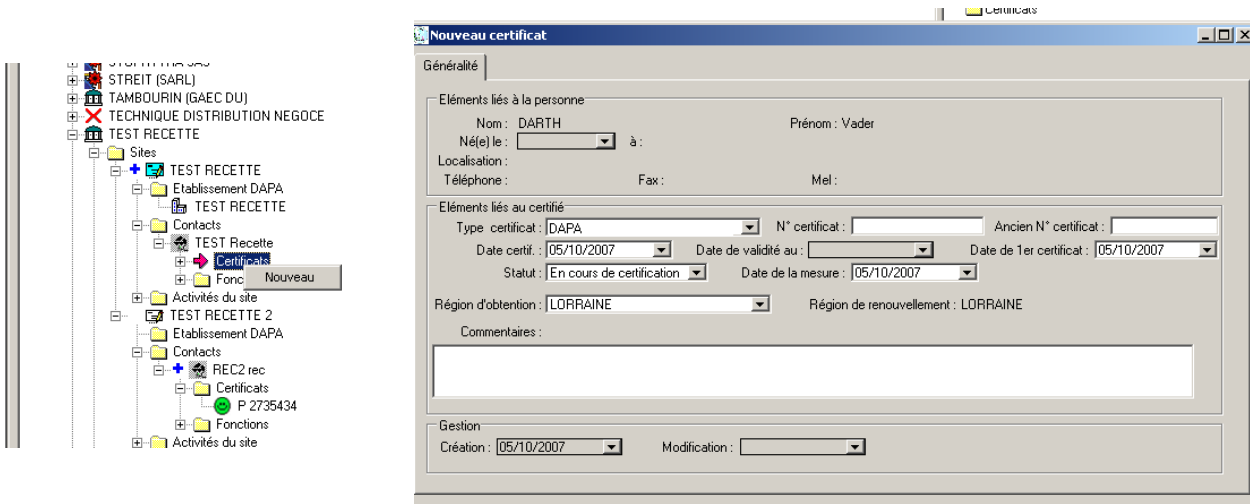 STREIT (SARL)
TAMBOURIN (GAEC DU)
TECHNIQUE DISTRIBUTION NEGOCE
TEST RECETTE
Sites
TEST RECETTE
Etablissement DAPA
TEST RECETTE
Contacts
TEST Recette
Certificats
Nouveau
Activités du site
TEST RECETTE 2
Etablissement DAPA
Contacts
REC2 rec
Certificats
P 2735434
Fonctions
Activités du site
Certificats
Nouveau certificat
Généralité
Eléments liés à la personne
Nom : DARTH Prénom : Vader
Né(e) le : à :
Localisation :
Téléphone : Fax : Mel :
Eléments liés au certifié
Type certificat : DAPA N° certificat : Ancien N° certificat :
Date certif. : 05/10/2007 Date de validité au : Date de 1er certificat : 05/10/2007
Statut : En cours de certification Date de la mesure : 05/10/2007
Région d'obtention : LORRAINE Région de renouvellement : LORRAINE
Commentaires :
Gestion
Création : 05/10/2007 Modification :